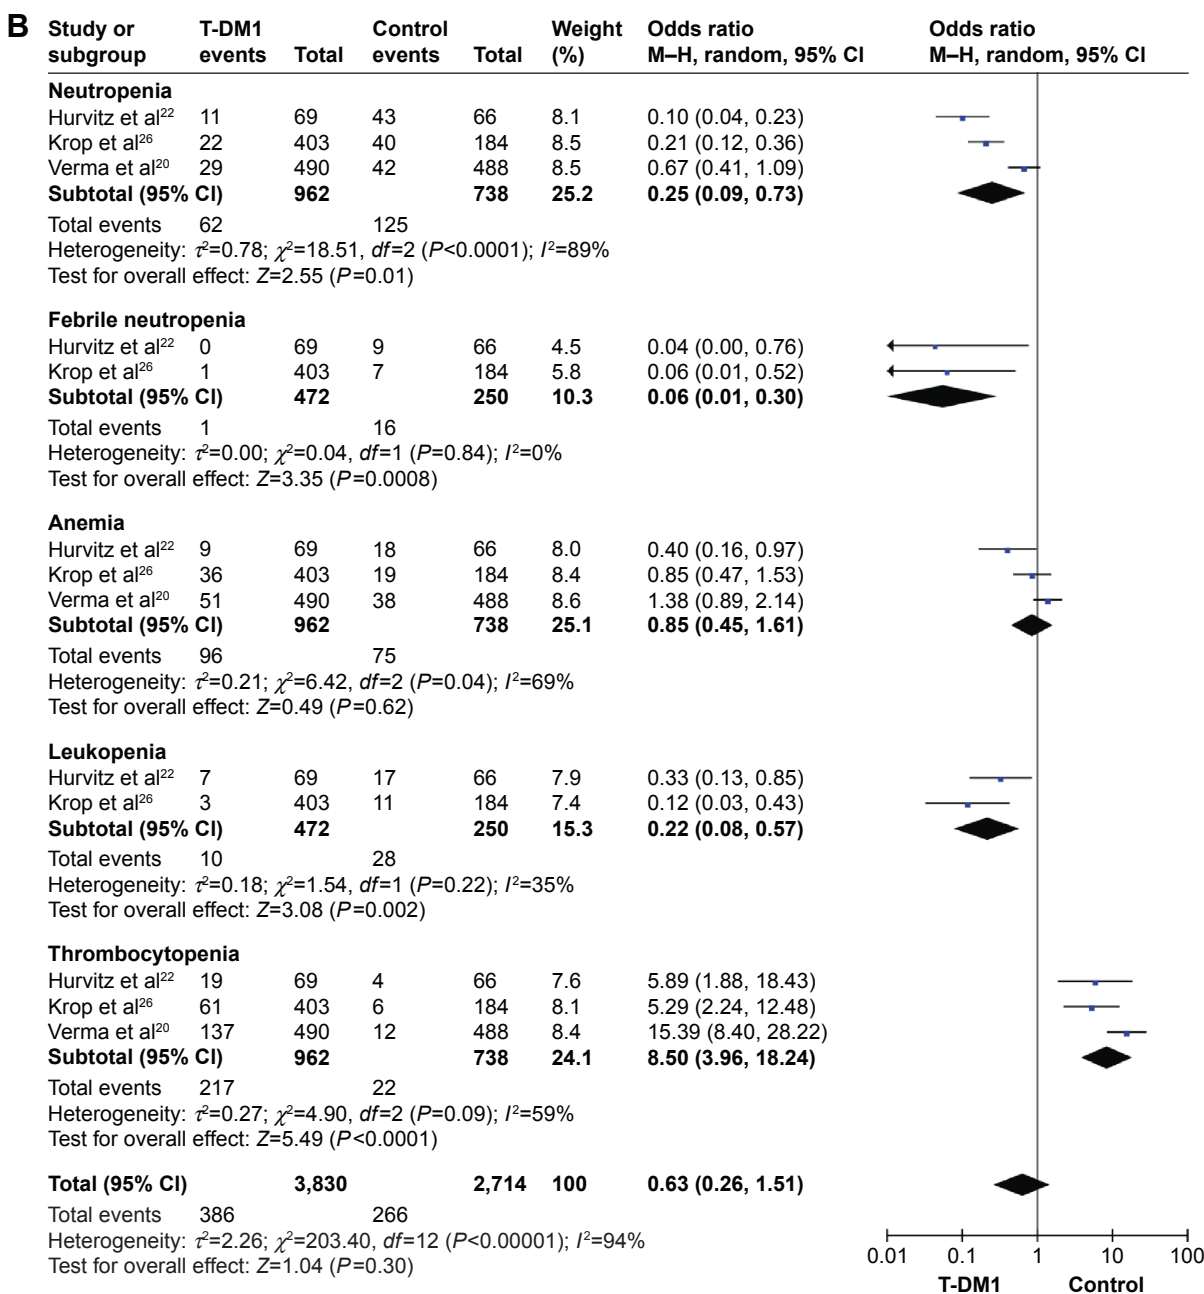 B Study or T-DM1 Control Weight Odds ratio Odds ratio
subgroup events Total events Total (%) M–H, random, 95% CI M–H, random, 95% CI
Neutropenia
Hurvitz et al22 11 69 43 66 8.1 0.10 (0.04, 0.23)
Krop et al26 22 403 40 184 8.5 0.21 (0.12, 0.36)
Verma et al20 29 490 42 488 8.5 0.67 (0.41, 1.09)
Subtotal (95% CI) 962 738 25.2 0.25 (0.09, 0.73)
Total events 62 125
Heterogeneity: τ²=0.78; χ²=18.51, df=2 (P<0.0001); I²=89%
Test for overall effect: Z=2.55 (P=0.01)
Febrile neutropenia
Hurvitz et al22 0 69 9 66 4.5 0.04 (0.00, 0.76)
Krop et al26 1 403 7 184 5.8 0.06 (0.01, 0.52)
Subtotal (95% CI) 472 250 10.3 0.06 (0.01, 0.30)
Total events 1 16
Heterogeneity: τ²=0.00; χ²=0.04, df=1 (P=0.84); I²=0%
Test for overall effect: Z=3.35 (P=0.0008)
Anemia
Hurvitz et al22 9 69 18 66 8.0 0.40 (0.16, 0.97)
Krop et al26 36 403 19 184 8.4 0.85 (0.47, 1.53)
Verma et al20 51 490 38 488 8.6 1.38 (0.89, 2.14)
Subtotal (95% CI) 962 738 25.1 0.85 (0.45, 1.61)
Total events 96 75
Heterogeneity: τ²=0.21; χ²=6.42, df=2 (P=0.04); I²=69%
Test for overall effect: Z=0.49 (P=0.62)
Leukopenia
Hurvitz et al22 7 69 17 66 7.9 0.33 (0.13, 0.85)
Krop et al26 3 403 11 184 7.4 0.12 (0.03, 0.43)
Subtotal (95% CI) 472 250 15.3 0.22 (0.08, 0.57)
Total events 10 28
Heterogeneity: τ²=0.18; χ²=1.54, df=1 (P=0.22); I²=35%
Test for overall effect: Z=3.08 (P=0.002)
Thrombocytopenia
Hurvitz et al22 19 69 4 66 7.6 5.89 (1.88, 18.43)
Krop et al26 61 403 6 184 8.1 5.29 (2.24, 12.48)
Verma et al20 137 490 12 488 8.4 15.39 (8.40, 28.22)
Subtotal (95% CI) 962 738 24.1 8.50 (3.96, 18.24)
Total events 217 22
Heterogeneity: τ²=0.27; χ²=4.90, df=2 (P=0.09); I²=59%
Test for overall effect: Z=5.49 (P<0.0001)
Total (95% CI) 3,830 2,714 100 0.63 (0.26, 1.51)
Total events 386 266
Heterogeneity: τ²=2.26; χ²=203.40, df=12 (P<0.00001); I²=94%
Test for overall effect: Z=1.04 (P=0.30)
0.01 0.1 1 10 100
T-DM1 Control